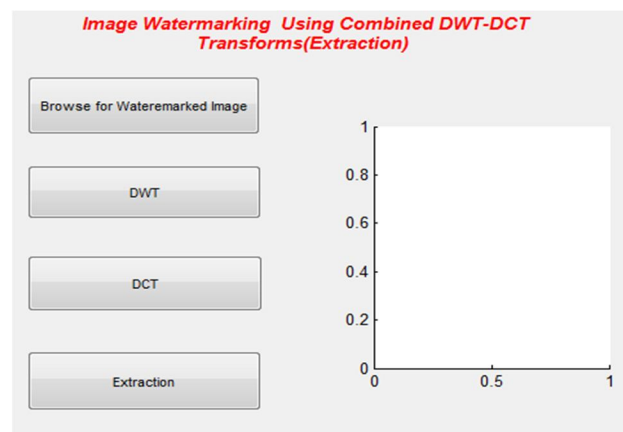 Image Watermarking Using Combined DWT-DCT
Transforms(Extraction)
Browse for Wateremarked Image
DWT
DCT
Extraction
1
0.8
0.6
0.4
0.2
0
0 0.5 1